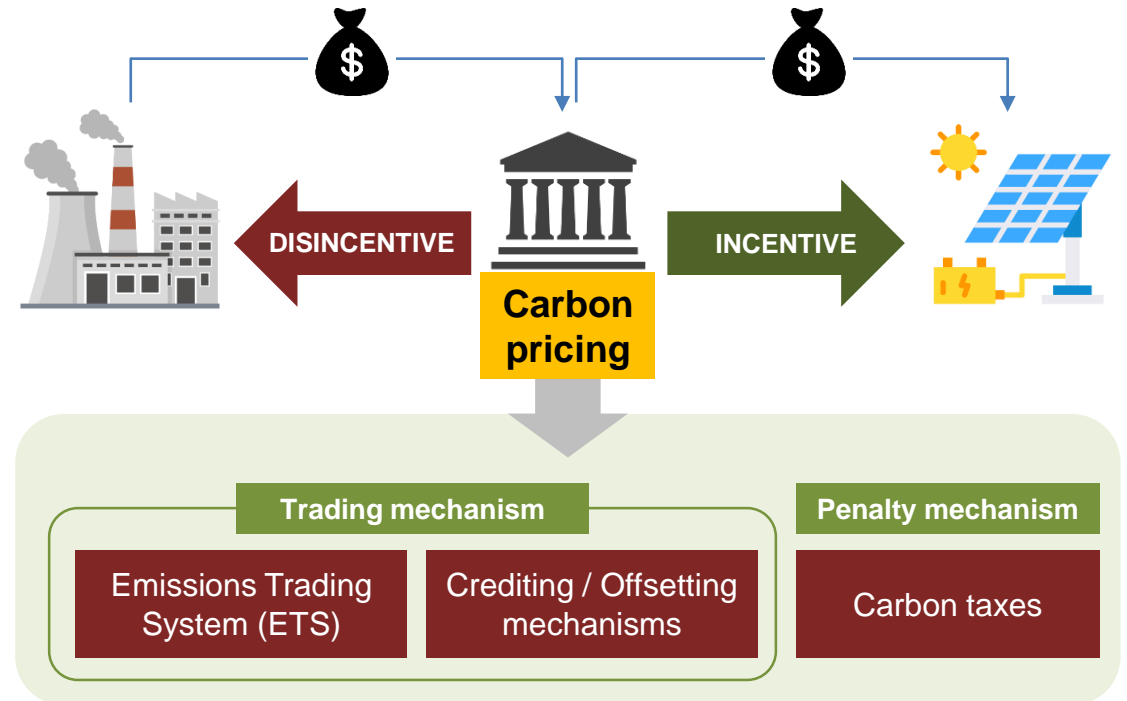 $
$
DISINCENTIVE
INCENTIVE
Carbon
pricing
Trading mechanism
Penalty mechanism
Emissions Trading
System (ETS)
Crediting / Offsetting
mechanisms
Carbon taxes